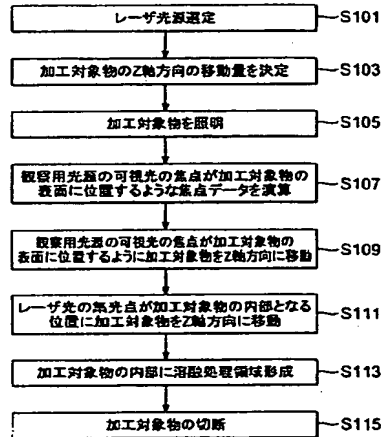 レーザ光源選定
S101
加工対象物のZ軸方向の移動量を決定
S103
加工対象物を照明
S105
観察用光源の可視光の焦点が加工対象物の
表面に位置するような焦点データを演算
S107
観察用光源の可視光の焦点が加工対象物の
表面に位置するように加工対象物をZ軸方向に移動
S109
レーザ光の集光点が加工対象物の内部となる
位置に加工対象物をZ軸方向に移動
S111
加工対象物の内部に溶融処理領域形成
S113
加工対象物の切断
S115